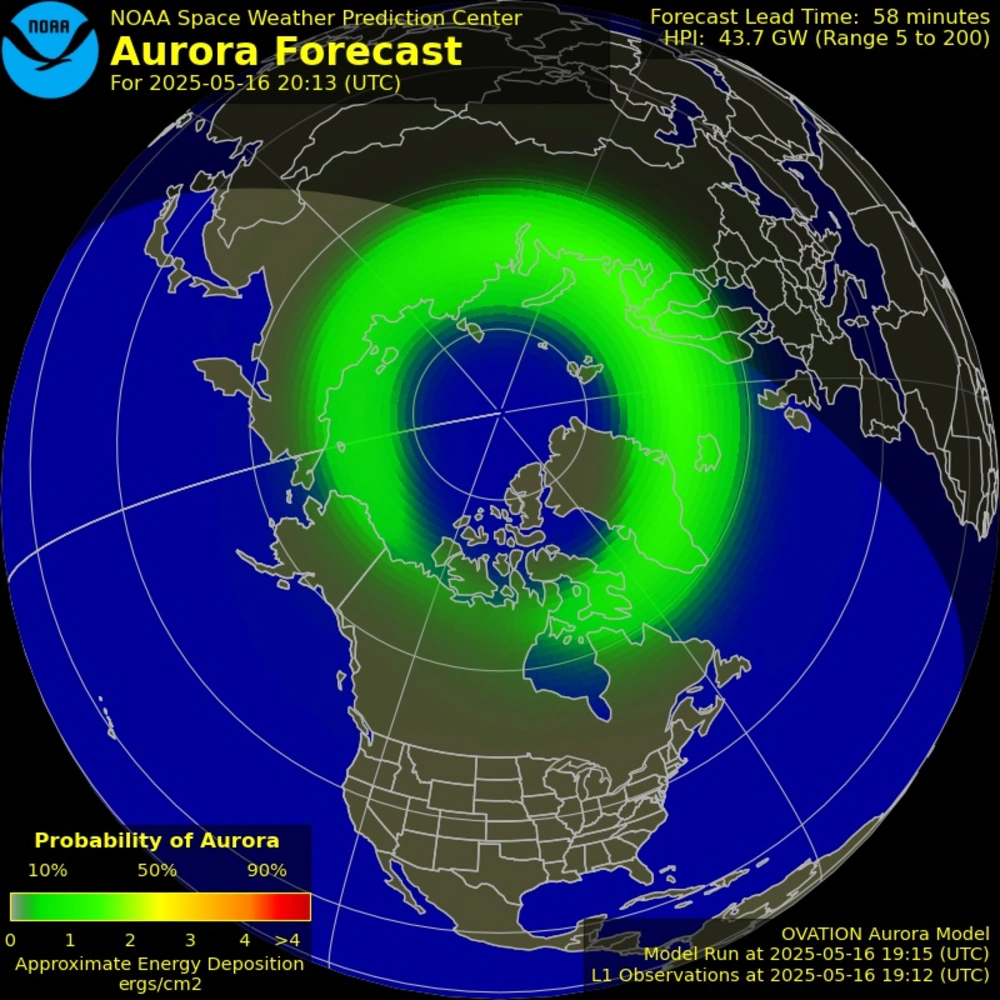 NOAA
NOAA Space Weather Prediction Center
Aurora Forecast
For 2025-05-16 20:13 (UTC)
Forecast Lead Time: 58 minutes
HPI: 43.7 GW (Range 5 to 200)
Probability of Aurora
10% 50% 90%
0 1 2 3 4 >4
Approximate Energy Deposition
ergs/cm2
OVATION Aurora Model
Model Run at 2025-05-16 19:15 (UTC)
L1 Observations at 2025-05-16 19:12 (UTC)